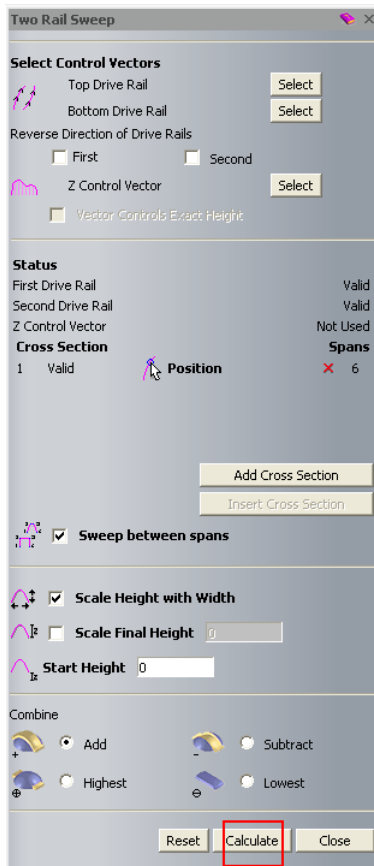 Two Rail Sweep
Select Control Vectors
Top Drive Rail Select
Bottom Drive Rail Select
Reverse Direction of Drive Rails
First Second
Z Control Vector Select
Vector Controls Exact Height
Status
First Drive Rail Valid
Second Drive Rail Valid
Z Control Vector Not Used
Cross Section Spans
1 Valid Position 6
Add Cross Section
Insert Cross Section
Sweep between spans
Scale Height with Width
Scale Final Height 0
Start Height 0
Combine
Add Subtract
Highest Lowest
Reset Calculate Close